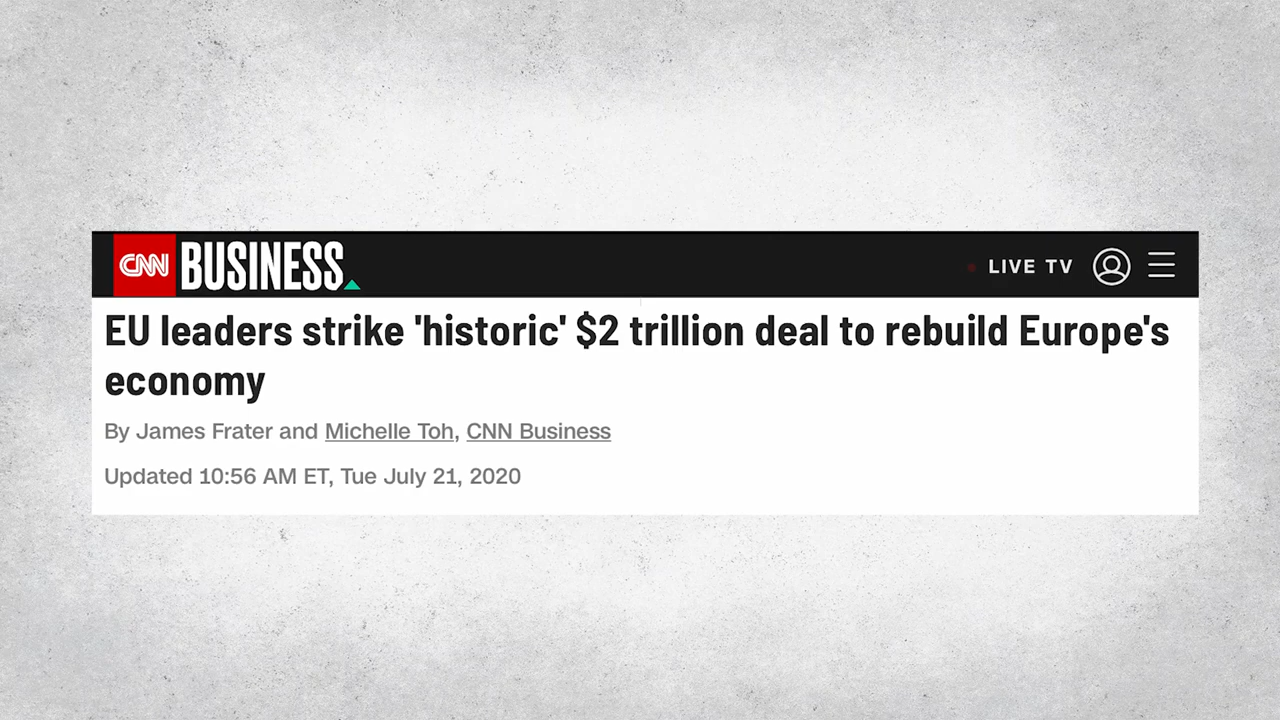 CNN BUSINESS LIVE TV
EU leaders strike 'historic' $2 trillion deal to rebuild Europe's
economy
By James Frater and Michelle Toh, CNN Business
Updated 10:56 AM ET, Tue July 21, 2020